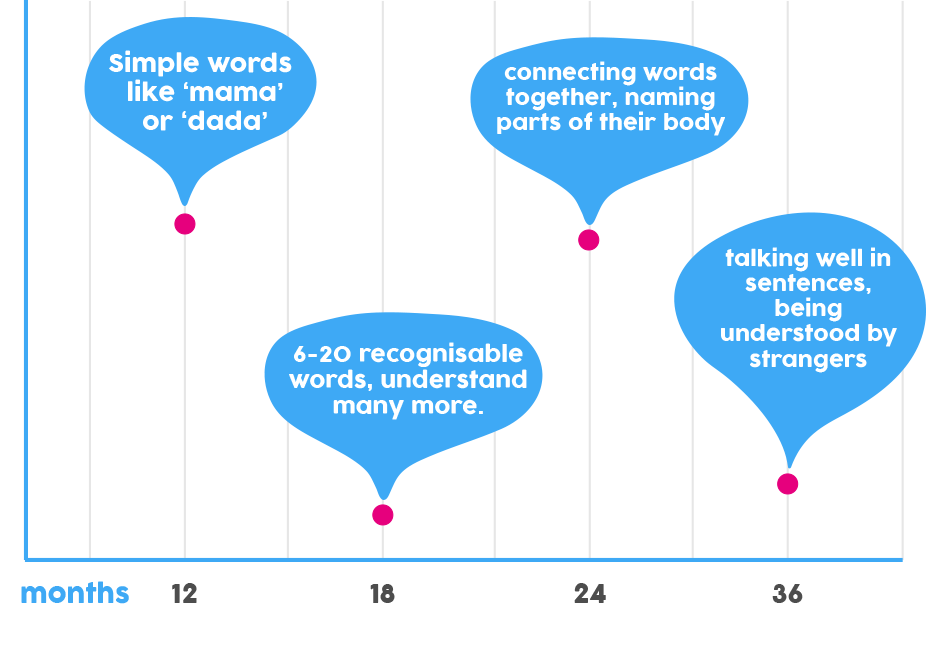 Simple words
like ‘mama’
or ‘dada’
connecting words
together, naming
parts of their body
talking well in
sentences,
being
understood by
strangers
6-20 recognisable
words, understand
many more.
months 12 18 24 36